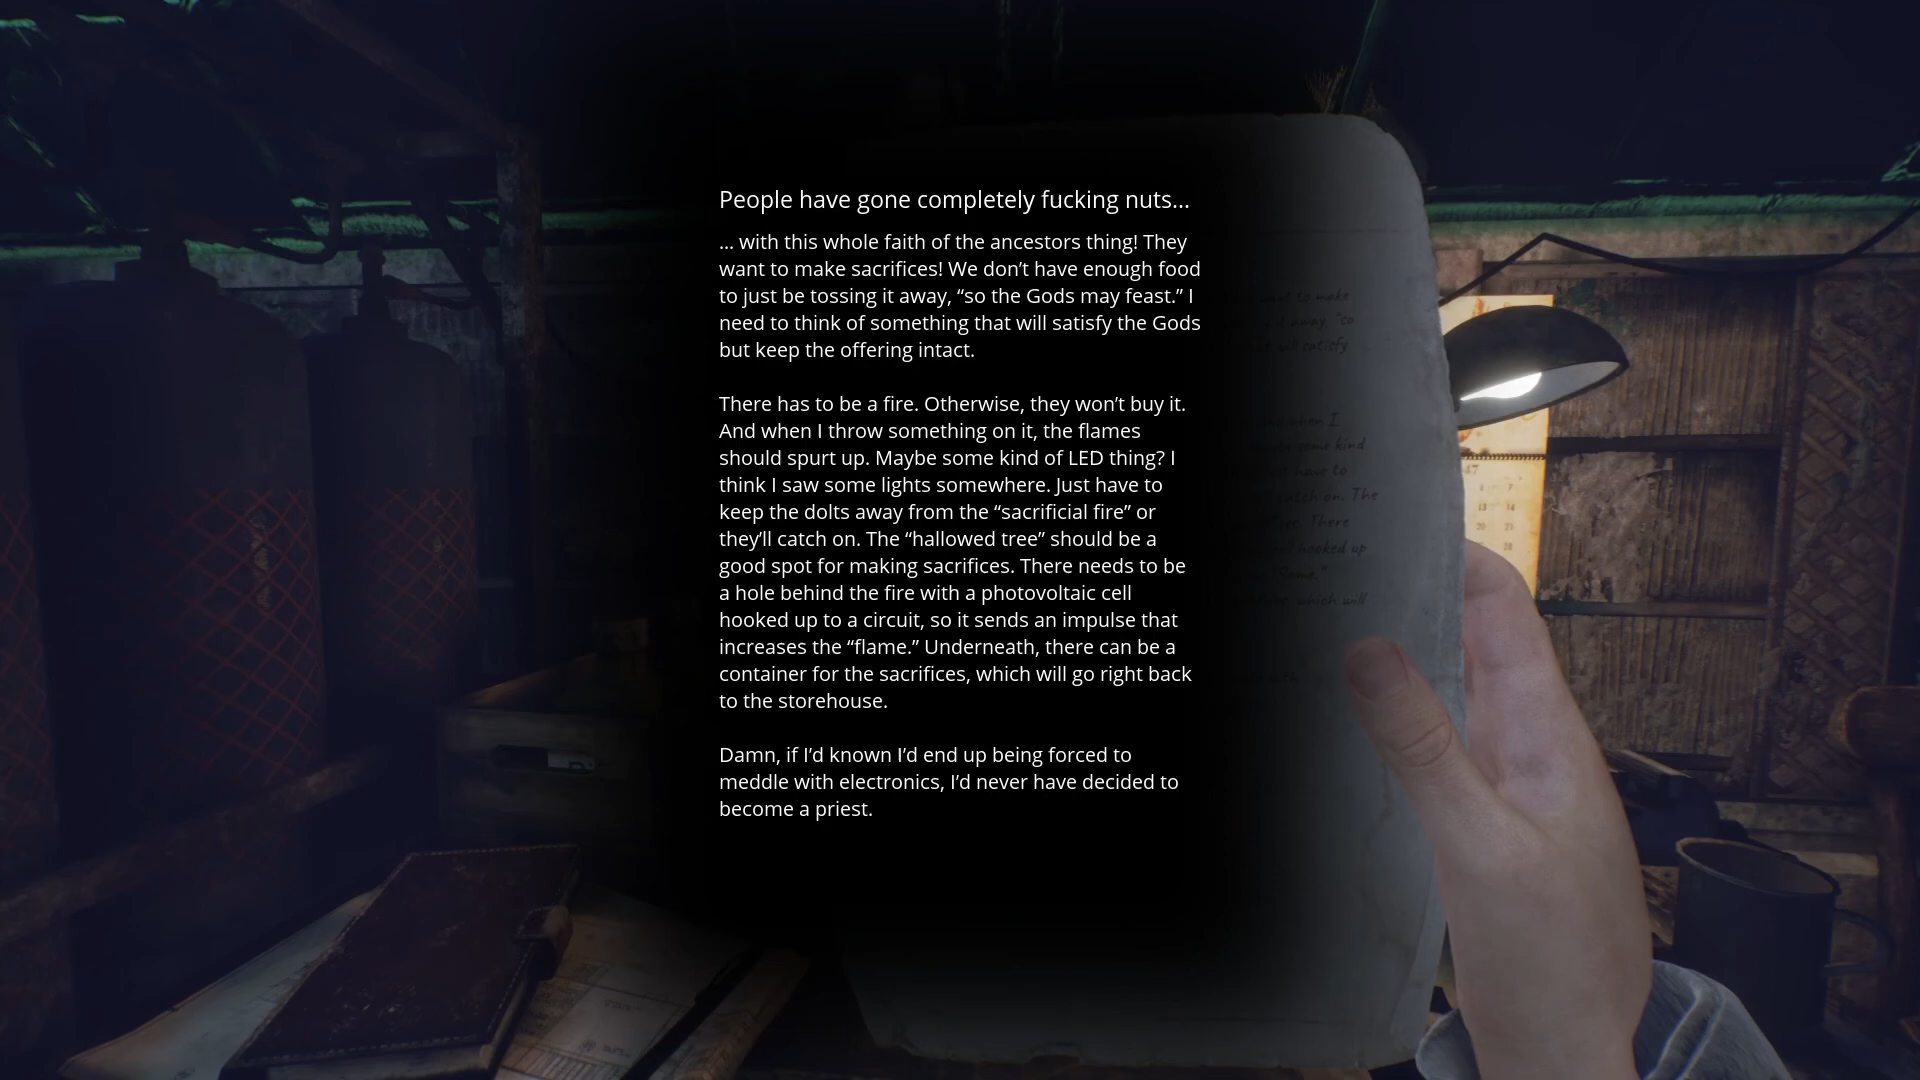 People have gone completely fucking nuts...
... with this whole faith of the ancestors thing! They
want to make sacrifices! We don’t have enough food
to just be tossing it away, “so the Gods may feast.” I
need to think of something that will satisfy the Gods
but keep the offering intact.
There has to be a fire. Otherwise, they won’t buy it.
And when I throw something on it, the flames
should spurt up. Maybe some kind of LED thing? I
think I saw some lights somewhere. Just have to
keep the dolts away from the “sacrificial fire” or
they’ll catch on. The “hallowed tree” should be a
good spot for making sacrifices. There needs to be
a hole behind the fire with a photovoltaic cell
hooked up to a circuit, so it sends an impulse that
increases the “flame.” Underneath, there can be a
container for the sacrifices, which will go right back
to the storehouse.
Damn, if I’d known I’d end up being forced to
meddle with electronics, I’d never have decided to
become a priest.